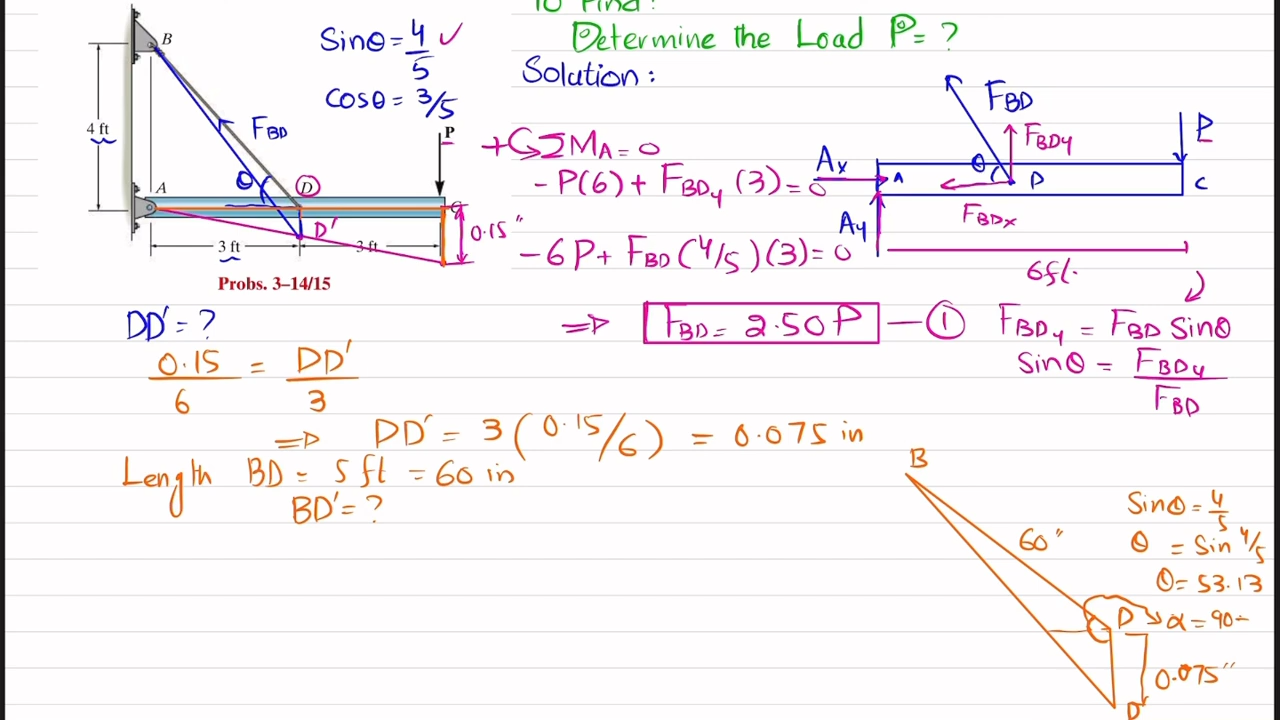 To Find:
Determine the Load P = ?
Solution:
B
4 ft
A
D
D'
P
C
0.15"
3 ft
3 ft
F_BD
θ
Probs. 3–14/15
Sinθ = 4/5 ✓
Cosθ = 3/5
+ ΣM_A = 0
-P(6) + F_BDy (3) = 0
-6P + F_BD (4/5)(3) = 0
⇒ F_BD = 2.50P — ①
F_BD
F_BDy
P
Ax
A
θ
D
C
Ay
F_BDx
6ft
F_BDy = F_BD Sinθ
Sinθ = F_BDy / F_BD
DD' = ?
0.15/6 = DD'/3
⇒ DD' = 3 (0.15/6) = 0.075 in
Length BD = 5 ft = 60 in
BD' = ?
B
60"
D
D'
0.075"
Sinθ = 4/5
θ = Sin 4/5
θ = 53.13
α = 90-